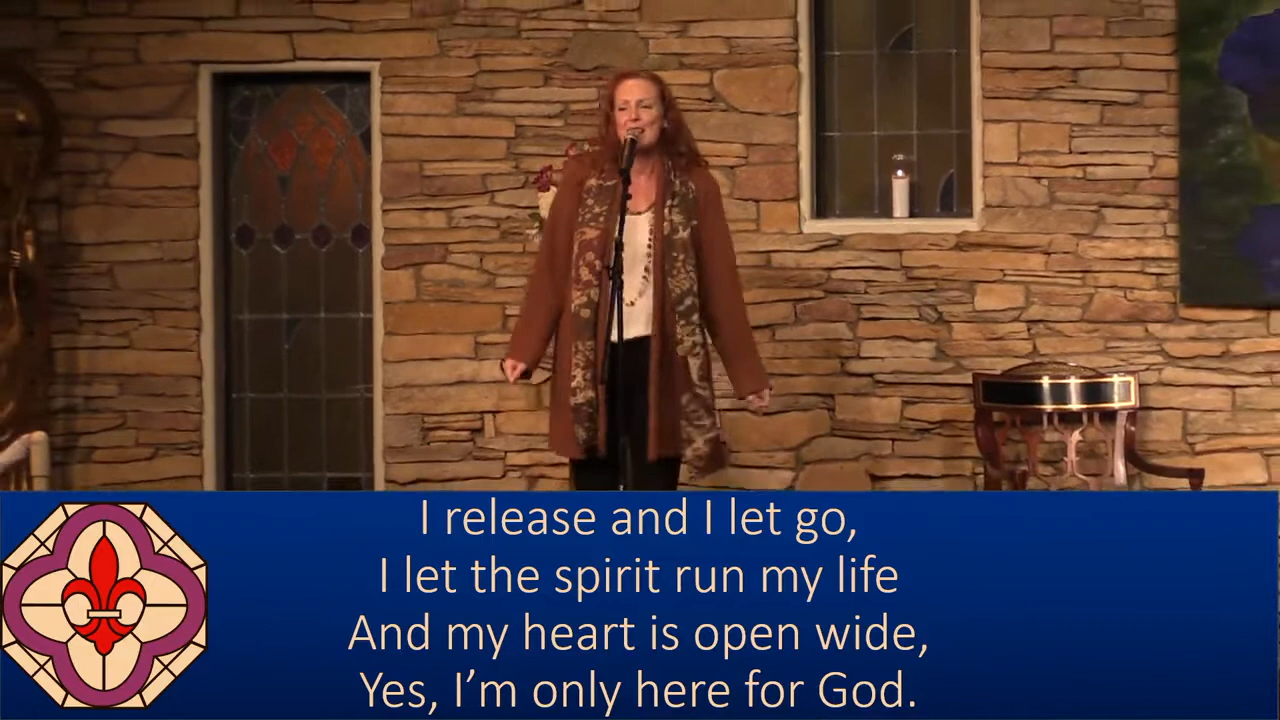 I release and I let go,
I let the spirit run my life
And my heart is open wide,
Yes, I’m only here for God.